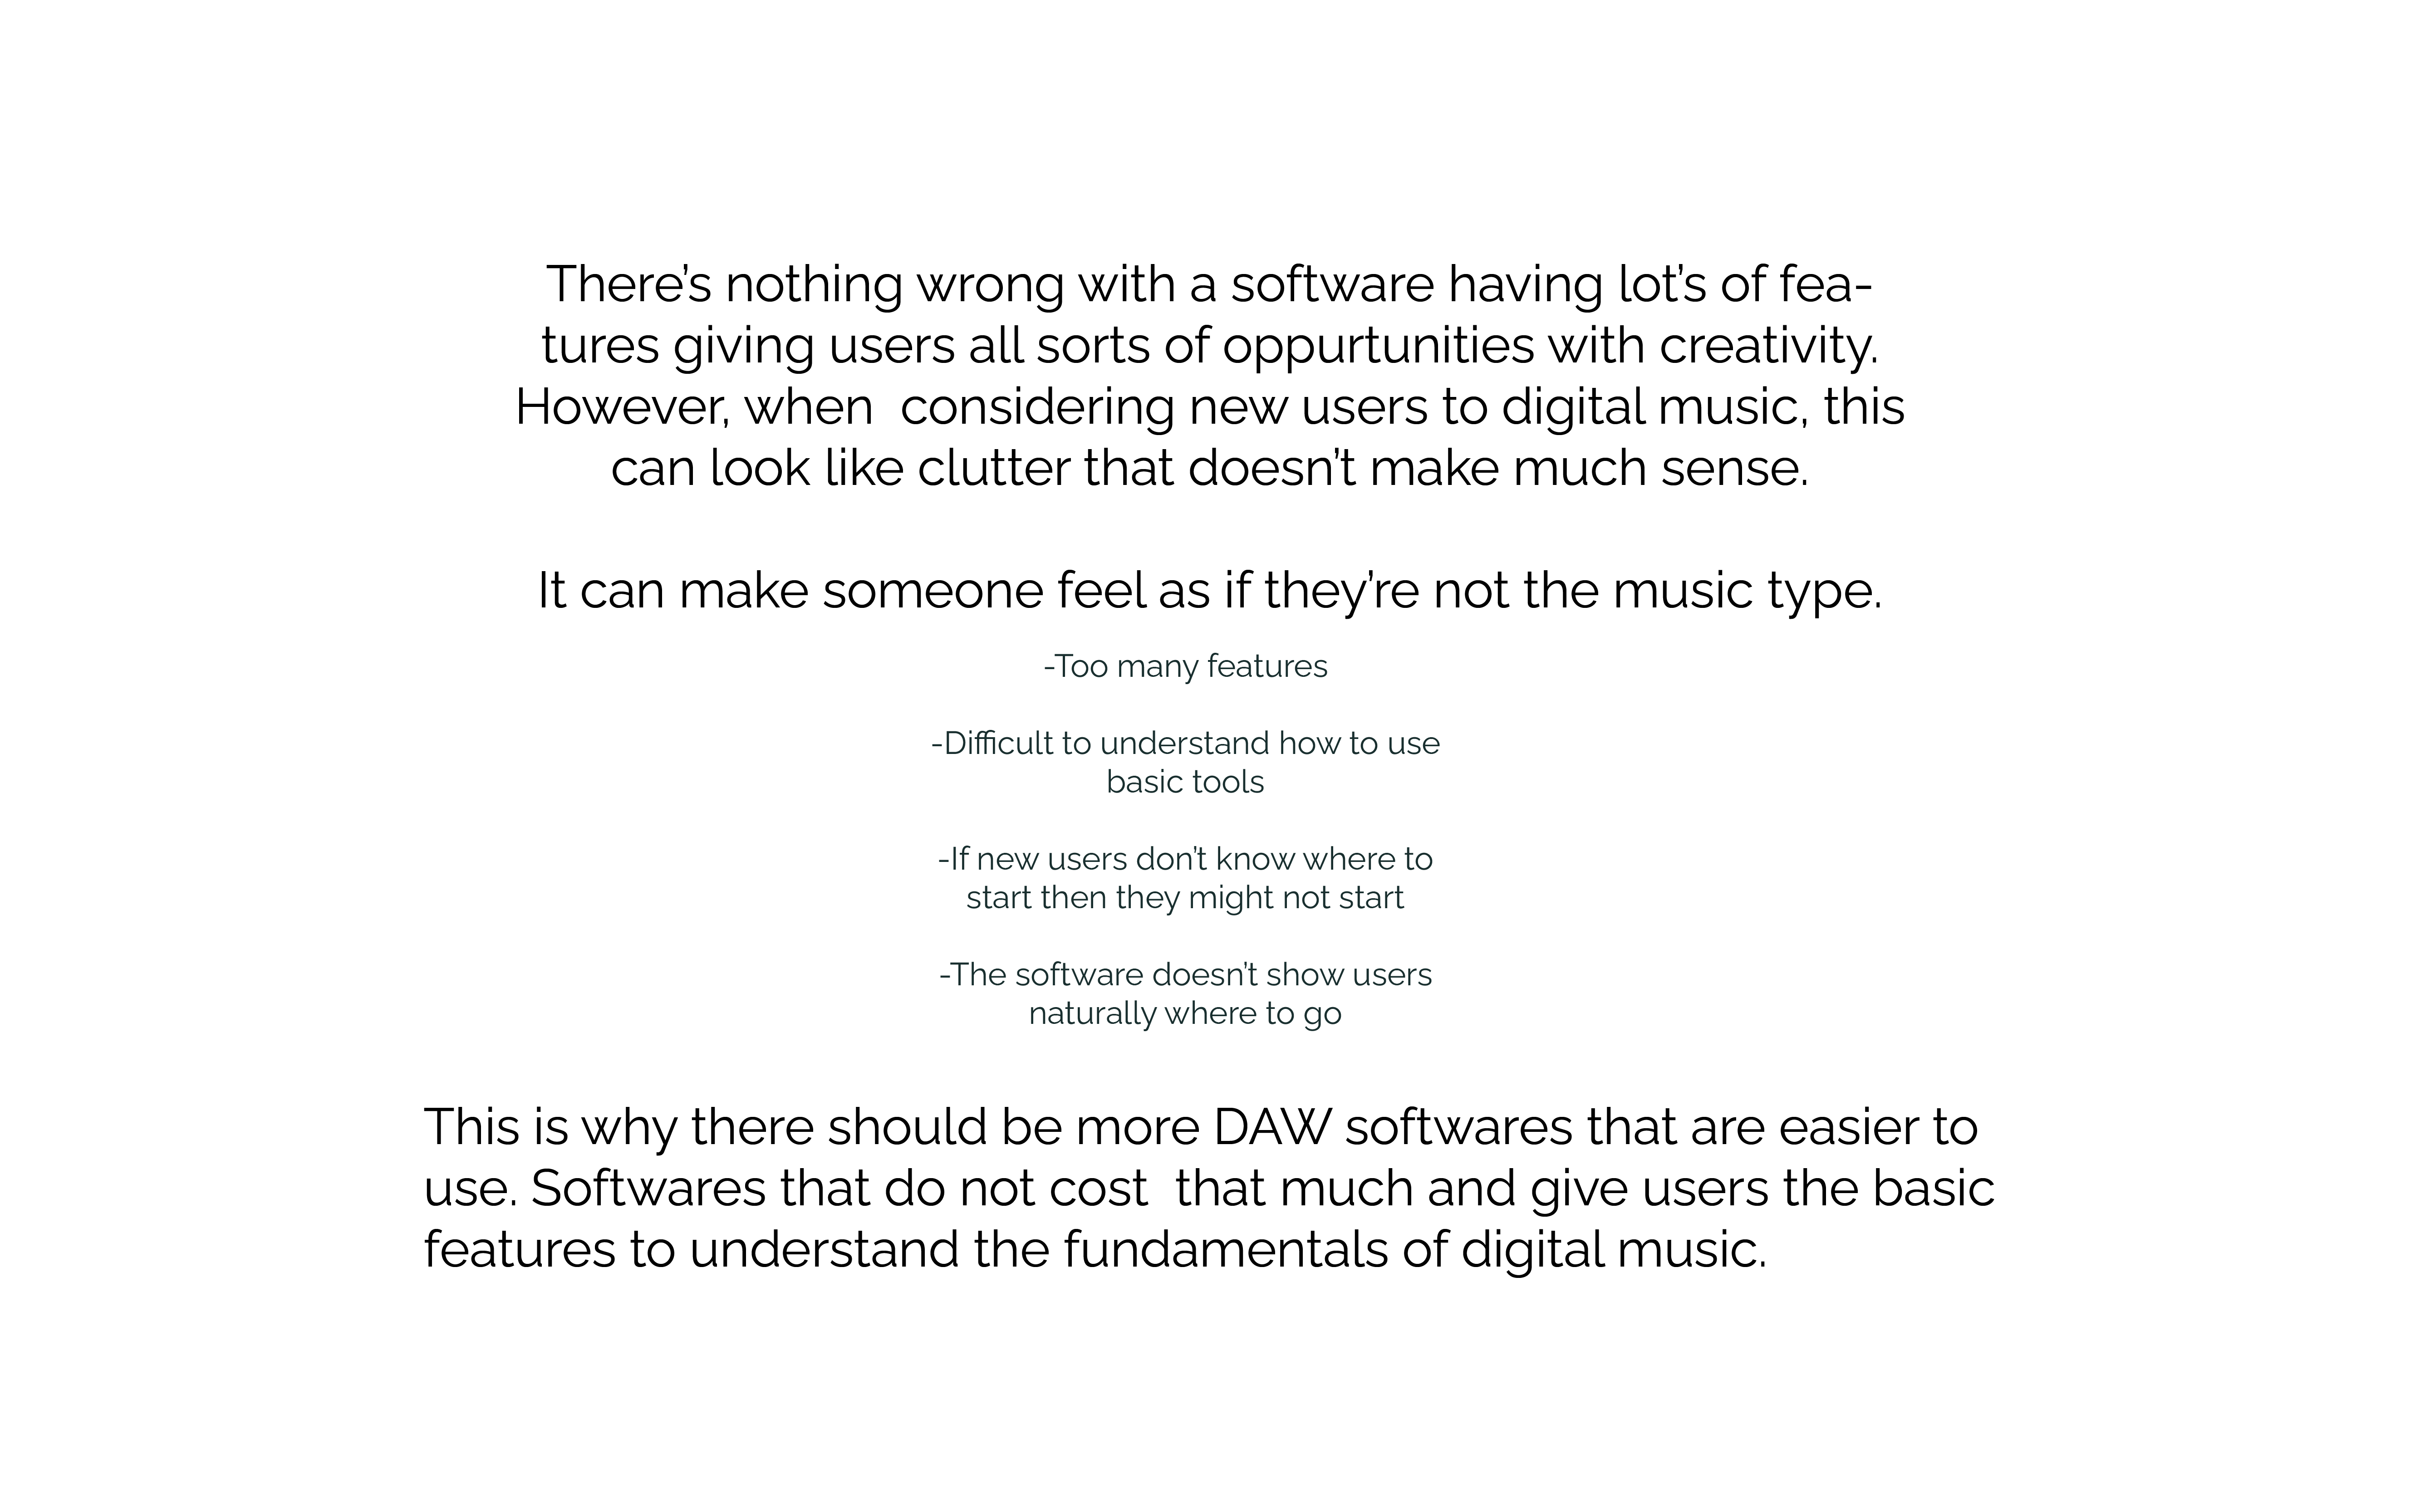 There’s nothing wrong with a software having lot’s of fea-
tures giving users all sorts of oppurtunities with creativity.
However, when  considering new users to digital music, this
can look like clutter that doesn’t make much sense.
It can make someone feel as if they’re not the music type.
-Too many features
-Difficult to understand how to use
basic tools
-If new users don’t know where to
start then they might not start
-The software doesn’t show users
naturally where to go
This is why there should be more DAW softwares that are easier to
use. Softwares that do not cost  that much and give users the basic
features to understand the fundamentals of digital music.